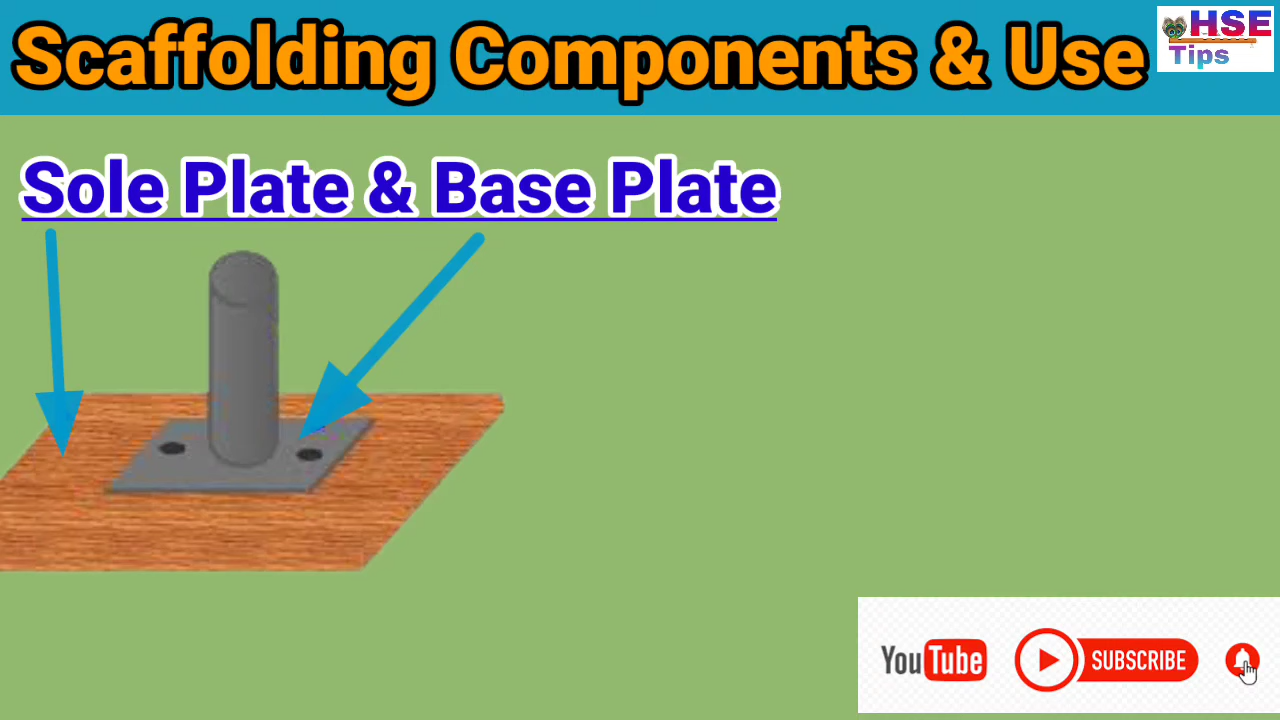 Scaffolding Components & Use
HSE
Tips
Sole Plate & Base Plate
YouTube
SUBSCRIBE